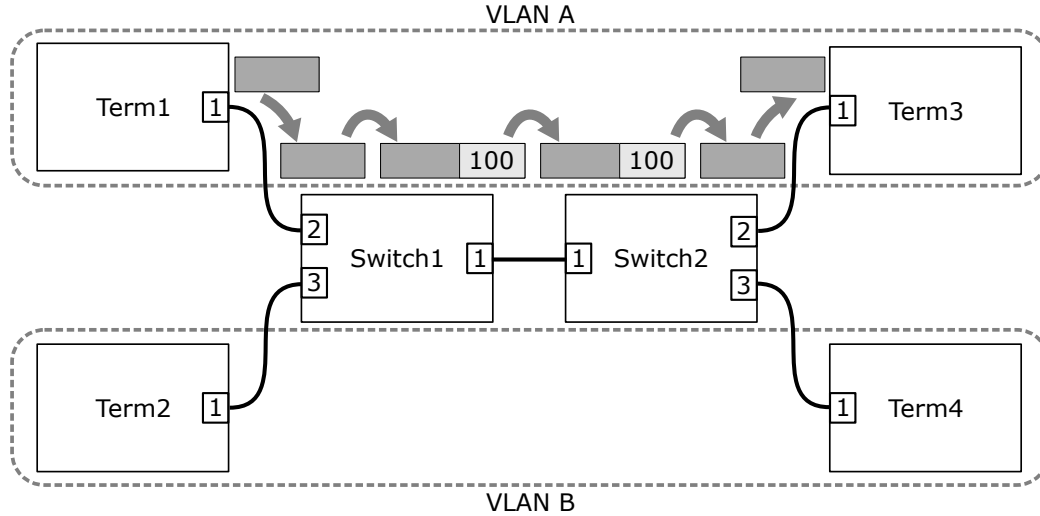 VLAN A
Term1
1
100
100
1
Term3
2
3
Switch1
1
1
Switch2
2
3
Term2
1
1
Term4
VLAN B